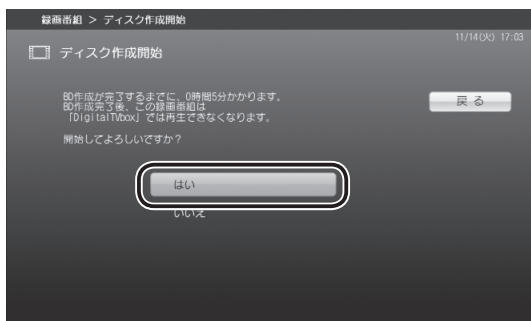 録画番組 > ディスク作成開始
11/14(火) 17:03
ディスク作成開始
BD作成が完了するまでに、0時間5分かかります。
BD作成完了後、この録画番組は
「DigitalTVbox」では再生できなくなります。
戻る
開始してよろしいですか?
はい
いいえ